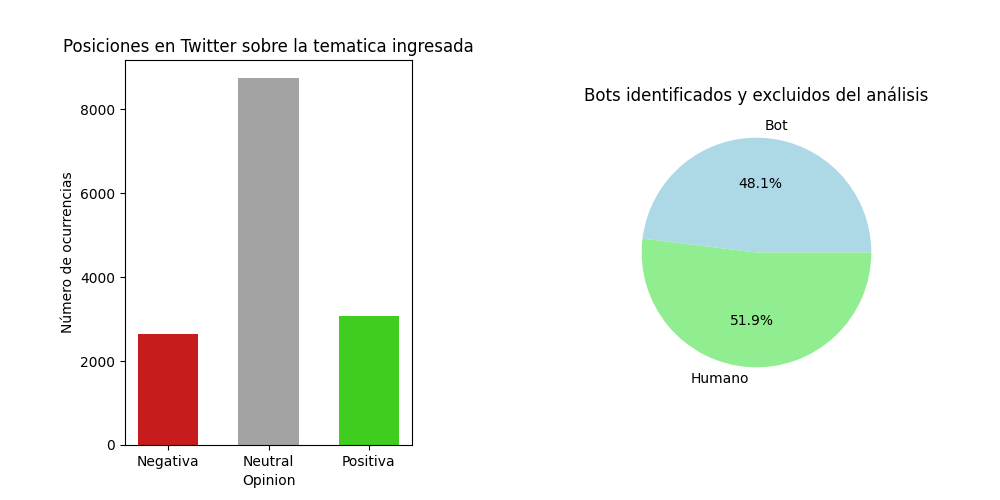 Posiciones en Twitter sobre la tematica ingresada
Número de ocurrencias
8000
6000
4000
2000
0
Negativa
Neutral
Positiva
Opinion
Bots identificados y excluidos del análisis
Bot
48.1%
51.9%
Humano